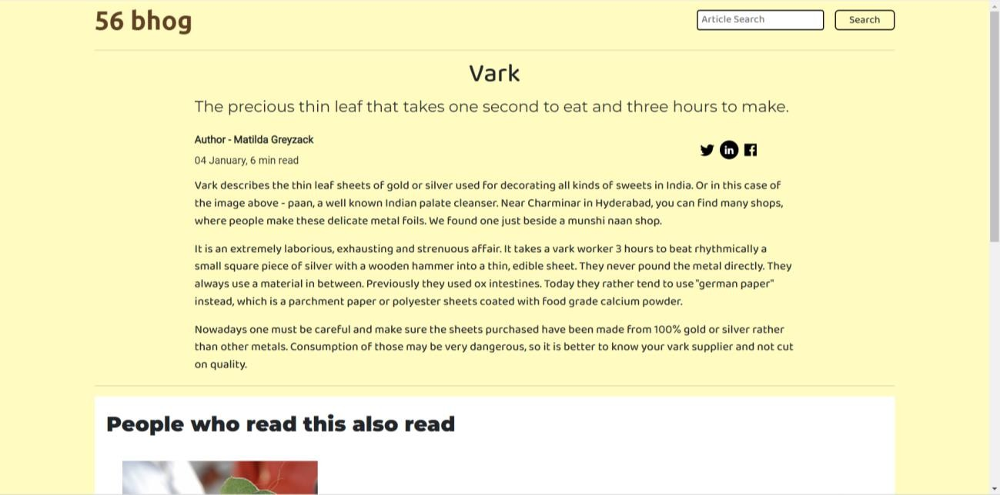 56 bhog
Article Search
Search
Vark
The precious thin leaf that takes one second to eat and three hours to make.
Author - Matilda Greyzack
04 January, 6 min read
in
Vark describes the thin leaf sheets of gold or silver used for decorating all kinds of sweets in India. Or in this case of
the image above - paan, a well known Indian palate cleanser. Near Charminar in Hyderabad, you can find many shops,
where people make these delicate metal foils. We found one just beside a munshi naan shop.
It is an extremely laborious, exhausting and strenuous affair. It takes a vark worker 3 hours to beat rhythmically a
small square piece of silver with a wooden hammer into a thin, edible sheet. They never pound the metal directly. They
always use a material in between. Previously they used ox intestines. Today they rather tend to use "german paper"
instead, which is a parchment paper or polyester sheets coated with food grade calcium powder.
Nowadays one must be careful and make sure the sheets purchased have been made from 100% gold or silver rather
than other metals. Consumption of those may be very dangerous, so it is better to know your vark supplier and not cut
on quality.
People who read this also read